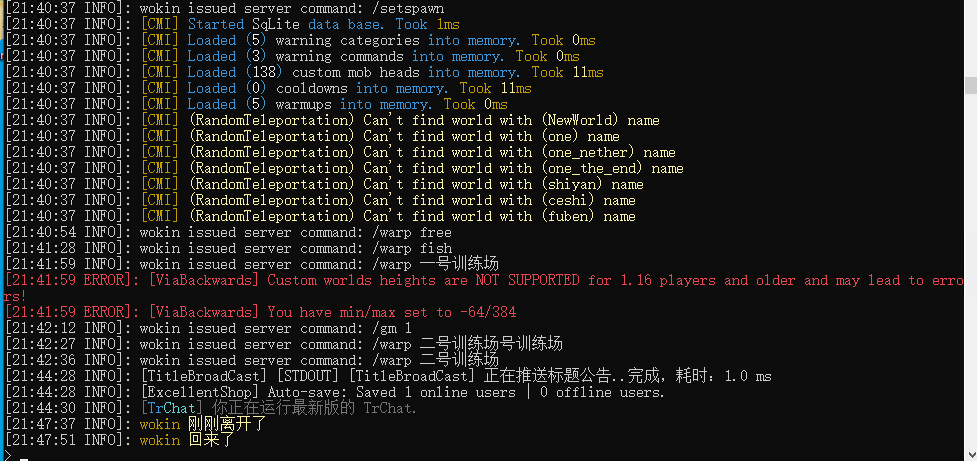 [21:40:37 INFO]: wokin issued server command: /setspawn
[21:40:37 INFO]: [CMI] Started SqLite data base. Took 1ms
[21:40:37 INFO]: [CMI] Loaded (5) warning categories into memory. Took 0ms
[21:40:37 INFO]: [CMI] Loaded (3) warning commands into memory. Took 0ms
[21:40:37 INFO]: [CMI] Loaded (138) custom mob heads into memory. Took 11ms
[21:40:37 INFO]: [CMI] Loaded (0) cooldowns into memory. Took 11ms
[21:40:37 INFO]: [CMI] Loaded (5) warmups into memory. Took 0ms
[21:40:37 INFO]: [CMI] (RandomTeleportation) Can't find world with (NewWorld) name
[21:40:37 INFO]: [CMI] (RandomTeleportation) Can't find world with (one) name
[21:40:37 INFO]: [CMI] (RandomTeleportation) Can't find world with (one_nether) name
[21:40:37 INFO]: [CMI] (RandomTeleportation) Can't find world with (one_the_end) name
[21:40:37 INFO]: [CMI] (RandomTeleportation) Can't find world with (shiyan) name
[21:40:37 INFO]: [CMI] (RandomTeleportation) Can't find world with (ceshi) name
[21:40:37 INFO]: [CMI] (RandomTeleportation) Can't find world with (fuben) name
[21:40:54 INFO]: wokin issued server command: /warp free
[21:41:28 INFO]: wokin issued server command: /warp fish
[21:41:59 INFO]: wokin issued server command: /warp 一号训练场
[21:41:59 ERROR]: [ViaBackwards] Custom worlds heights are NOT SUPPORTED for 1.16 players and older and may lead to erro
rs!
[21:41:59 ERROR]: [ViaBackwards] You have min/max set to -64/384
[21:42:12 INFO]: wokin issued server command: /gm 1
[21:42:27 INFO]: wokin issued server command: /warp 二号训练场号训练场
[21:42:36 INFO]: wokin issued server command: /warp 二号训练场
[21:44:28 INFO]: [TitleBroadCast] [STDOUT] [TitleBroadCast] 正在推送标题公告..完成，耗时：1.0 ms
[21:44:28 INFO]: [ExcellentShop] Auto-save: Saved 1 online users | 0 offline users.
[21:44:30 INFO]: [TrChat] 你正在运行最新版的 TrChat.
[21:47:37 INFO]: wokin 刚刚离开了
[21:47:51 INFO]: wokin 回来了
>